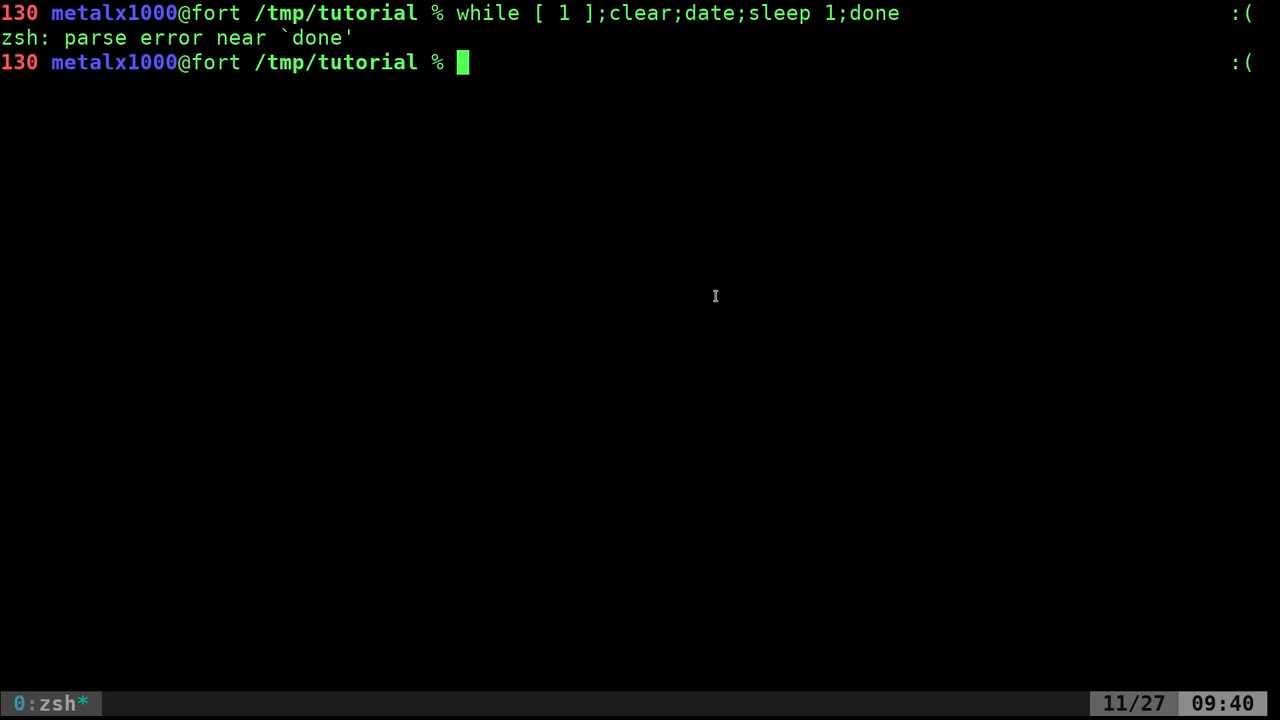 130 metalx1000@fort /tmp/tutorial % while [ 1 ];clear;date;sleep 1;done :(
zsh: parse error near `done'
130 metalx1000@fort /tmp/tutorial % :(
0:zsh* 11/27 09:40